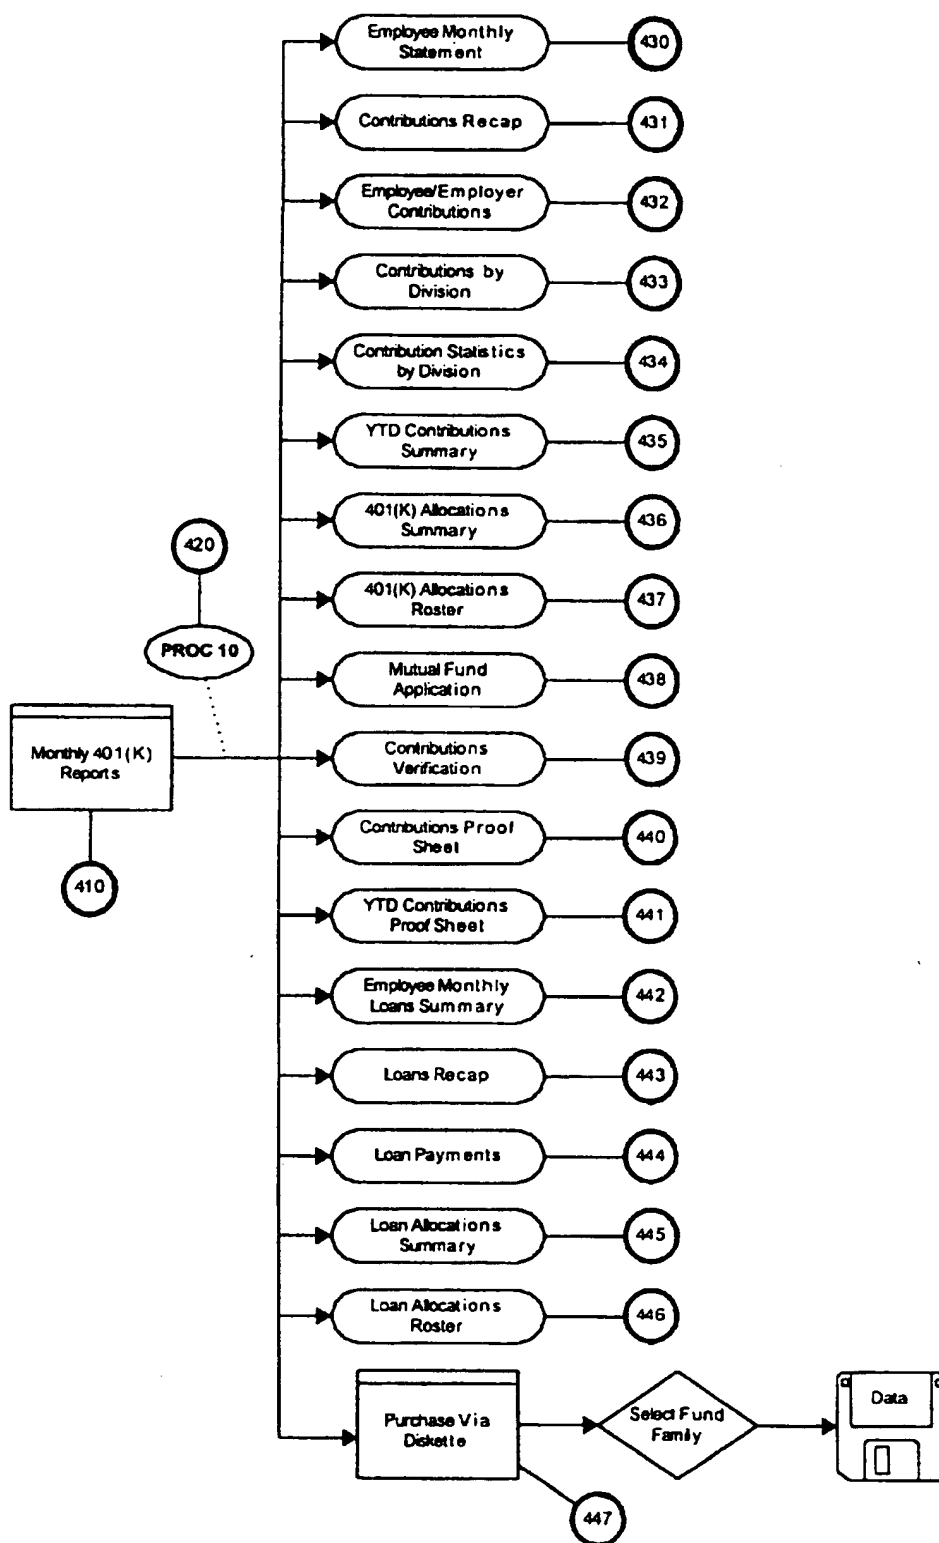 Employee Monthly
Statement
430
Contributions Recap
431
Employee/Employer
Contributions
432
Contributions by
Division
433
Contribution Statistics
by Division
434
YTD Contributions
Summary
435
401(K) Allocations
Summary
436
420
401(K) Allocations
Roster
437
PROC 10
Mutual Fund
Application
438
Monthly 401(K)
Reports
Contributions
Verification
439
Contributions Proof
Sheet
440
410
YTD Contributions
Proof Sheet
441
Employee Monthly
Loans Summary
442
Loans Recap
443
Loan Payments
444
Loan Allocations
Summary
445
Loan Allocations
Roster
446
Purchase Via
Diskette
Select Fund
Family
Data
447